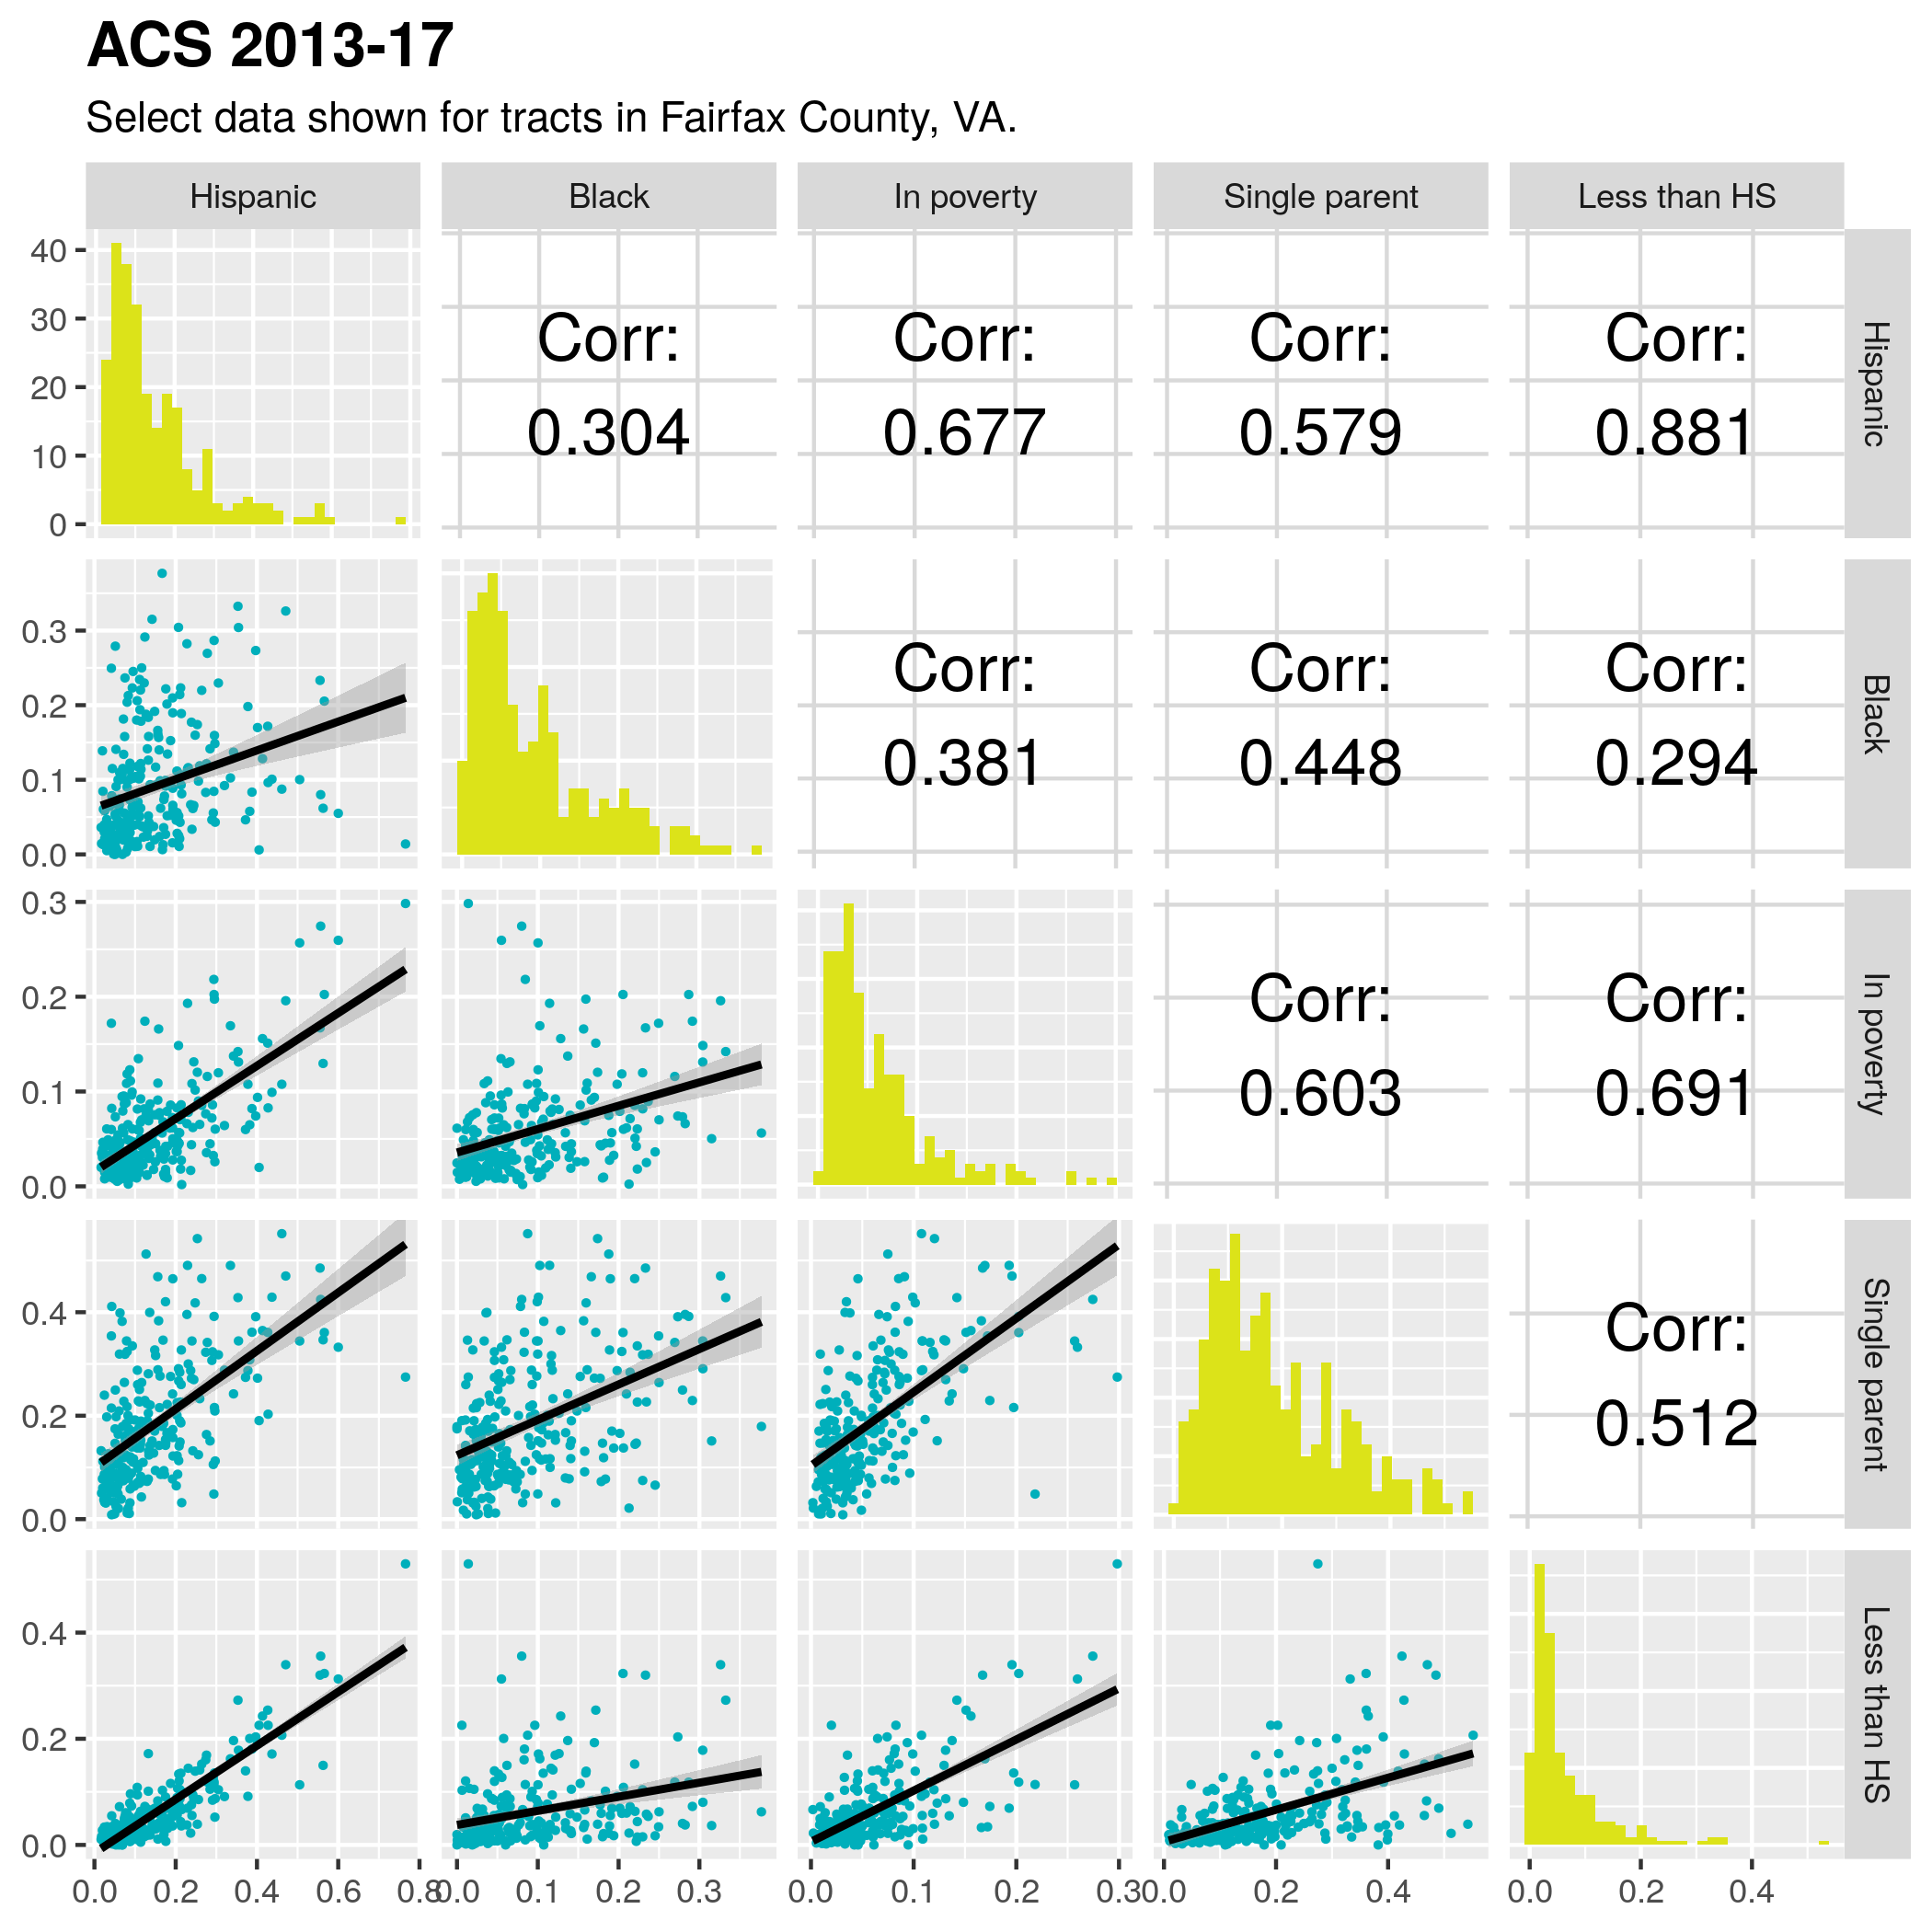 ACS 2013-17
Select data shown for tracts in Fairfax County, VA.
Hispanic Black In poverty Single parent Less than HS
40
30
20
10
0
Corr:
0.304
Corr:
0.677
Corr:
0.579
Corr:
0.881
Hispanic
0.3
0.2
0.1
0.0
Corr:
0.381
Corr:
0.448
Corr:
0.294
Black
0.3
0.2
0.1
0.0
Corr:
0.603
Corr:
0.691
In poverty
0.4
0.2
0.0
Corr:
0.512
Single parent
0.4
0.2
0.0
Less than HS
0.0 0.2 0.4 0.6 0.8 0.0 0.1 0.2 0.3 0.0 0.1 0.2 0.3 0.0 0.2 0.4 0.0 0.2 0.4